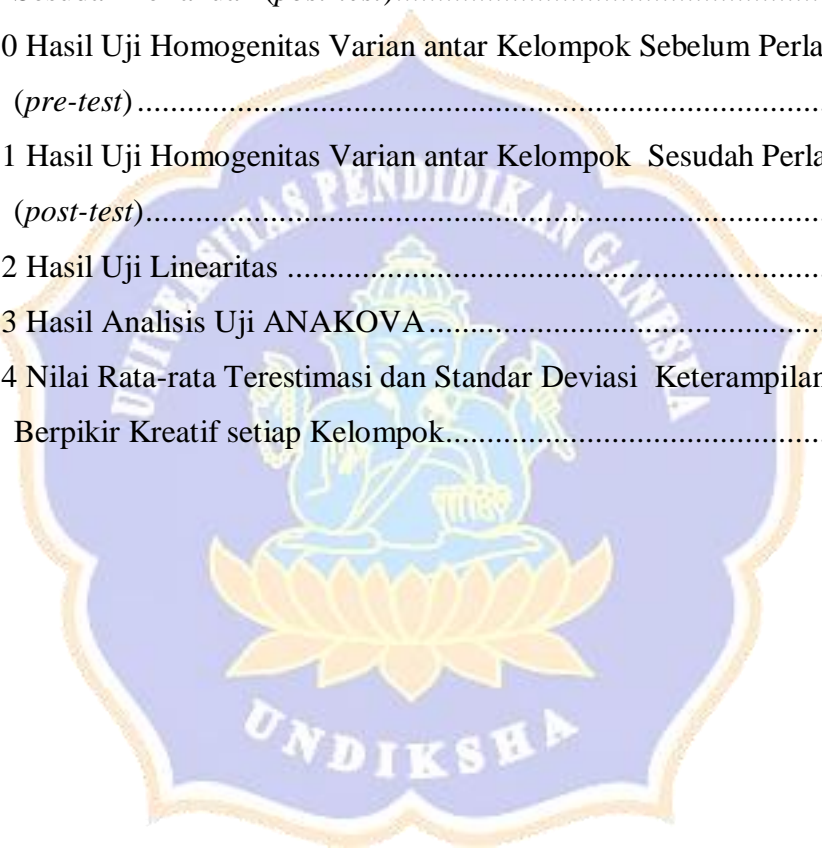 (post-test)
0 Hasil Uji Homogenitas Varian antar Kelompok Sebelum Perla
(pre-test)
1 Hasil Uji Homogenitas Varian antar Kelompok Sesudah Perla
(post-test)
2 Hasil Uji Linearitas
3 Hasil Analisis Uji ANAKOVA
4 Nilai Rata-rata Terestimasi dan Standar Deviasi Keterampilan
Berpikir Kreatif setiap Kelompok
UNIVERSITAS PENDIDIKAN GANESHA
UNDIKSHA